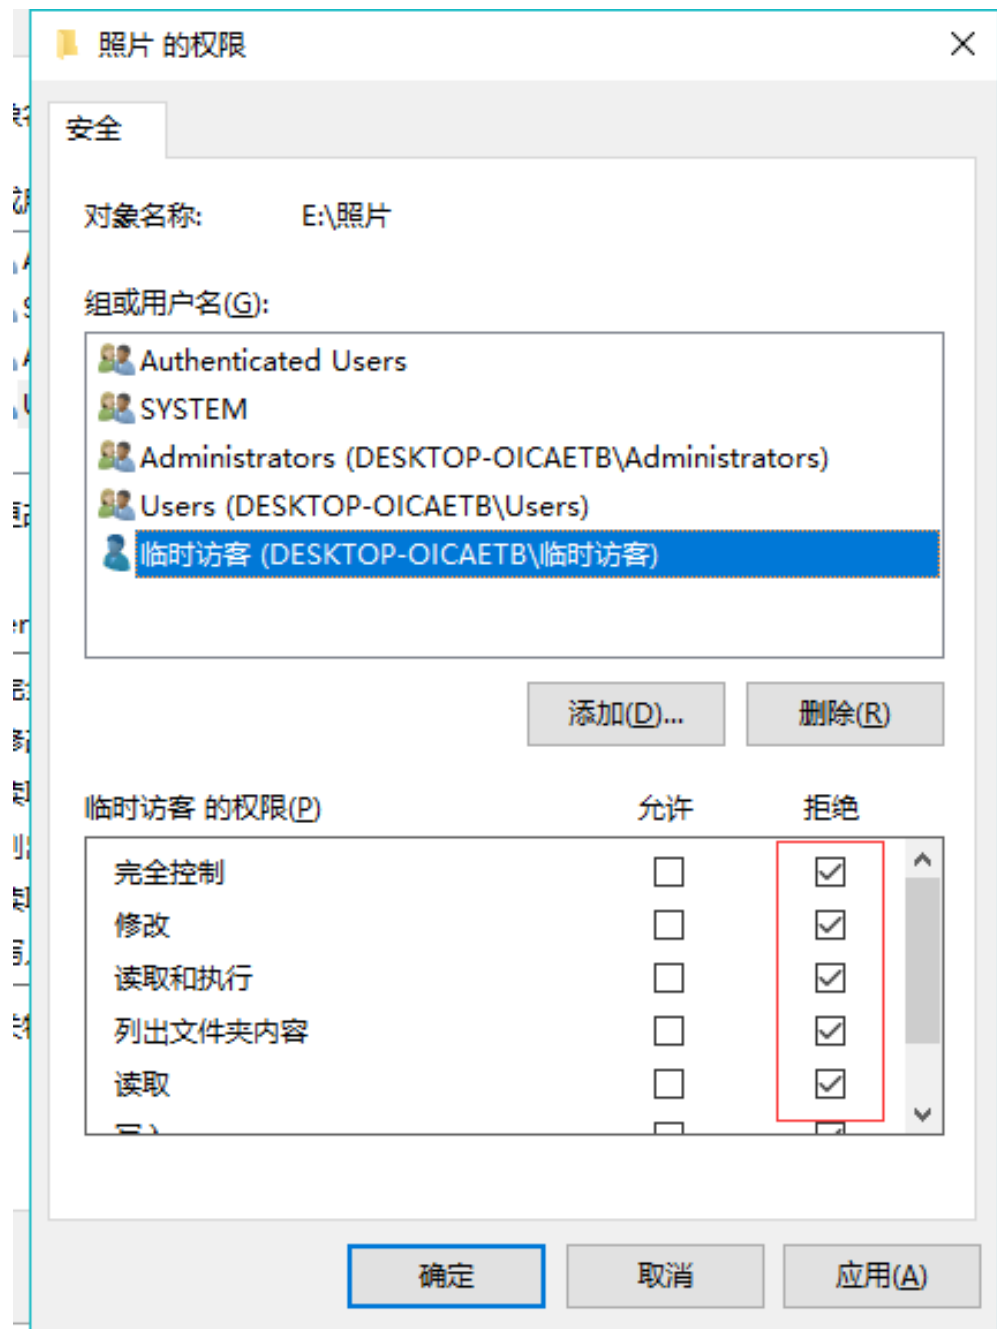 照片 的权限
安全
对象名称: E:\照片
组或用户名(G):
Authenticated Users
SYSTEM
Administrators (DESKTOP-OICAETB\Administrators)
Users (DESKTOP-OICAETB\Users)
临时访客 (DESKTOP-OICAETB\临时访客)
添加(D)... 删除(R)
临时访客 的权限(P) 允许 拒绝
完全控制
修改
读取和执行
列出文件夹内容
读取
确定 取消 应用(A)